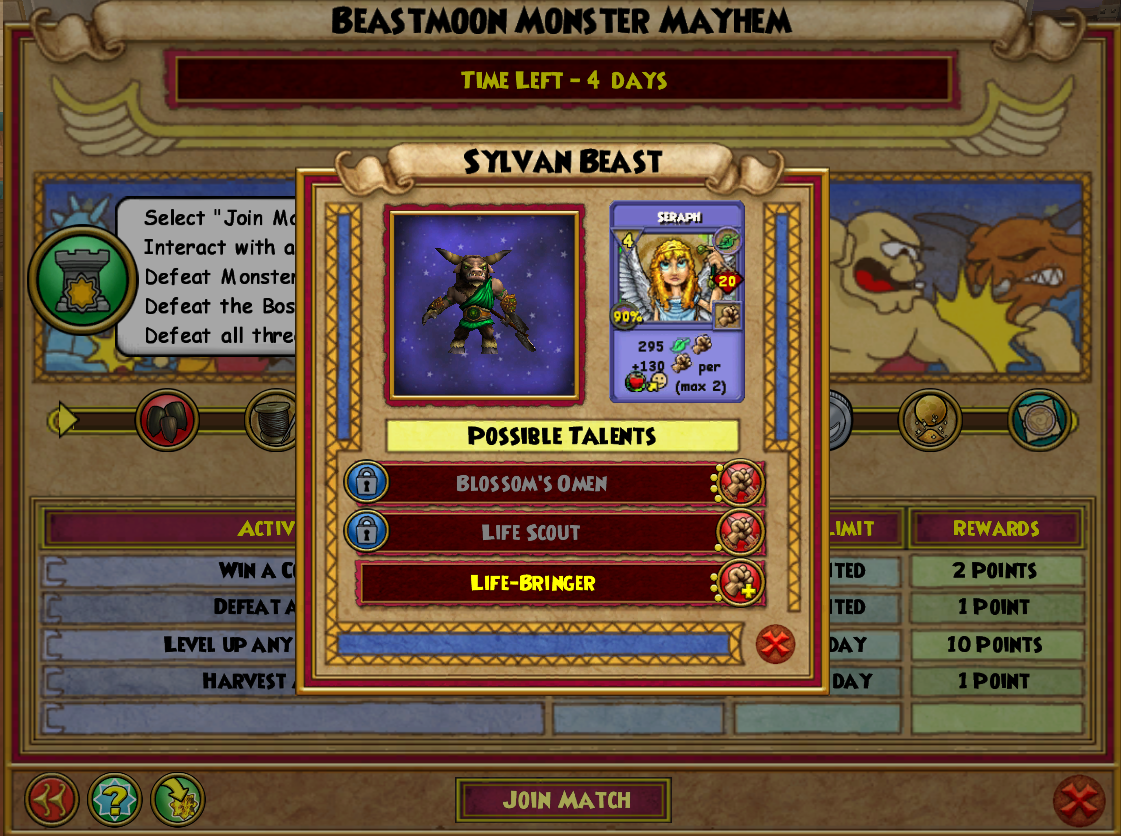 BEASTMOON MONSTER MAYHEM
TIME LEFT - 4 DAYS
SYLVAN BEAST
Select "Join Ma
Interact with a
Defeat Monster
Defeat the Bos
Defeat all thre
SERAPH
4
20
90%
295
+130 per
(max 2)
POSSIBLE TALENTS
BLOSSOM'S OMEN
LIFE SCOUT
LIFE-BRINGER
ACTIV
LIMIT
REWARDS
WIN A CO
ITED
2 POINTS
DEFEAT A
ITED
1 POINT
LEVEL UP ANY
DAY
10 POINTS
HARVEST A
DAY
1 POINT
JOIN MATCH